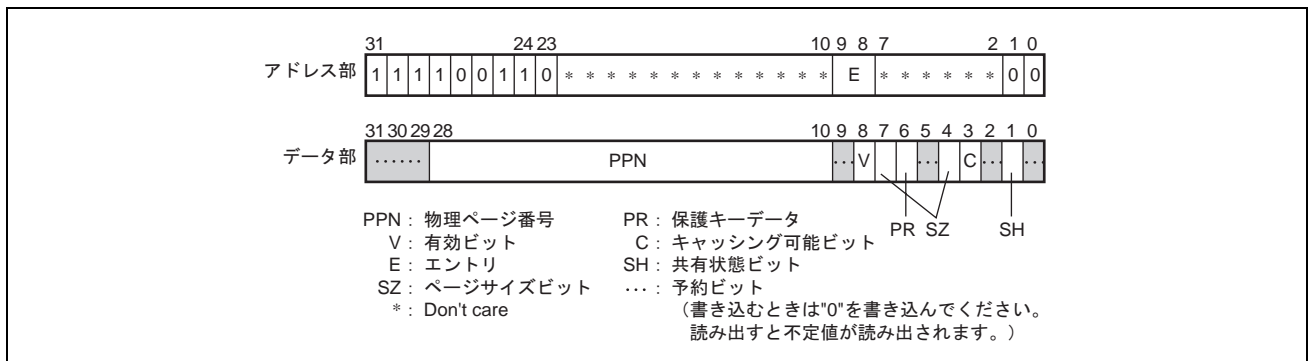 31 24 23 10 9 8 7 2 1 0
アドレス部 1 1 1 1 0 0 1 1 0 * * * * * * * * * * * * * E * * * * * * 0 0
31 30 29 28 10 9 8 7 6 5 4 3 2 1 0
データ部 ‥‥‥ PPN … V … C … …
PR SZ SH
PPN : 物理ページ番号 PR : 保護キーデータ
V : 有効ビット C : キャッシング可能ビット
E : エントリ SH : 共有状態ビット
SZ : ページサイズビット … : 予約ビット
* : Don't care （書き込むときは"0"を書き込んでください。
読み出すと不定値が読み出されます。）